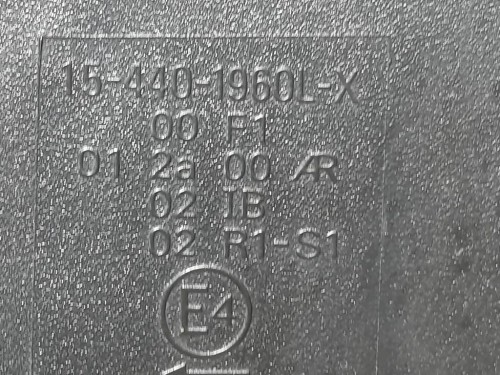 15-440-1960L-X
00 F1
01 2a 00 AR
02 IB
02 R1-S1
E4